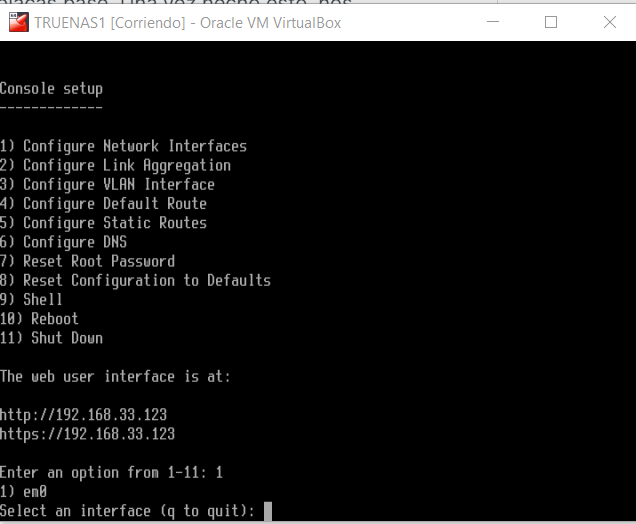 TRUENAS1 [Corriendo] - Oracle VM VirtualBox
Console setup
-------------
1) Configure Network Interfaces
2) Configure Link Aggregation
3) Configure VLAN Interface
4) Configure Default Route
5) Configure Static Routes
6) Configure DNS
7) Reset Root Password
8) Reset Configuration to Defaults
9) Shell
10) Reboot
11) Shut Down
The web user interface is at:
http://192.168.33.123
https://192.168.33.123
Enter an option from 1-11: 1
1) em0
Select an interface (q to quit):